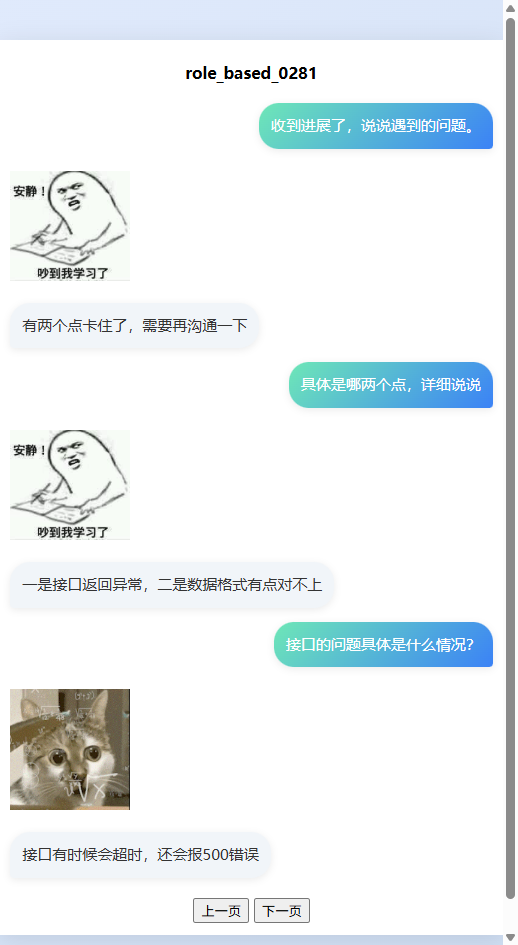 role_based_0281
收到进展了，说说遇到的问题。
安静！
吵到我学习了
有两个点卡住了，需要再沟通一下
具体是哪两个点，详细说说
安静！
吵到我学习了
一是接口返回异常，二是数据格式有点对不上
接口的问题具体是什么情况？
接口有时候会超时，还会报500错误
上一页 下一页